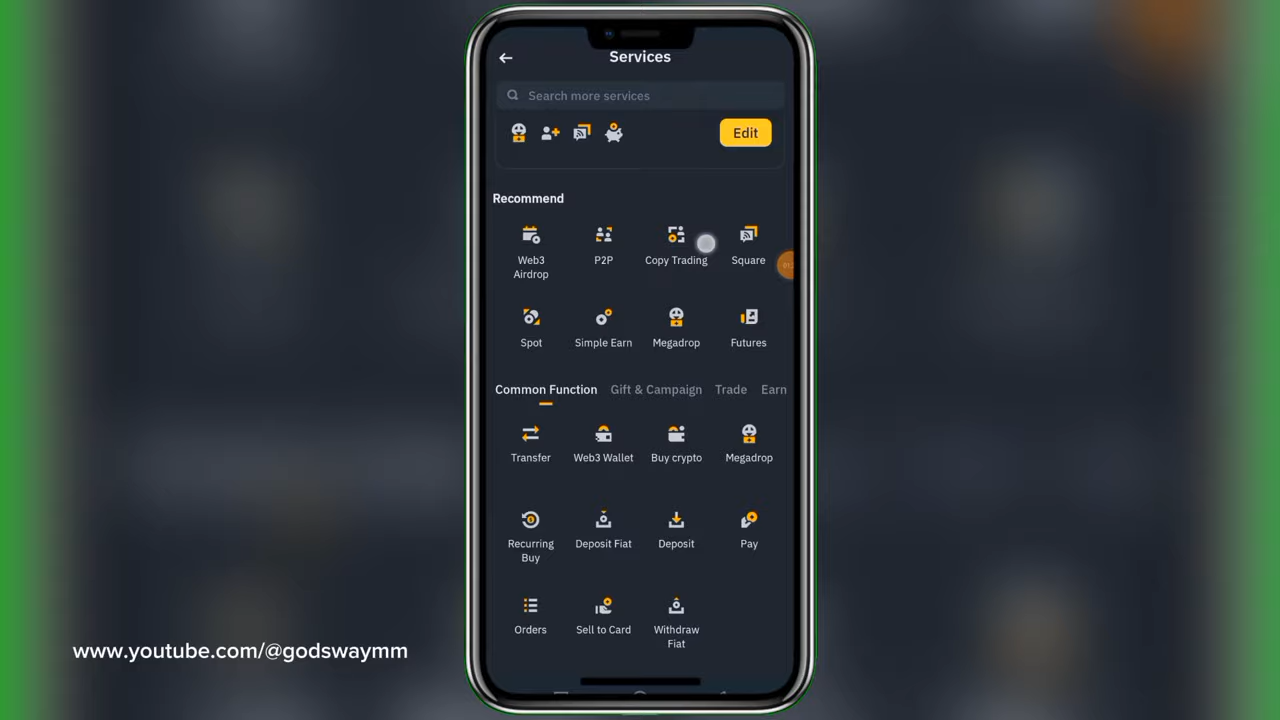 Services
Search more services
Edit
Recommend
Web3 Airdrop
P2P
Copy Trading
Square
Spot
Simple Earn
Megadrop
Futures
Common Function
Gift & Campaign
Trade
Earn
Transfer
Web3 Wallet
Buy crypto
Megadrop
Recurring Buy
Deposit Fiat
Deposit
Pay
Orders
Sell to Card
Withdraw Fiat
www.youtube.com/@godswaymm